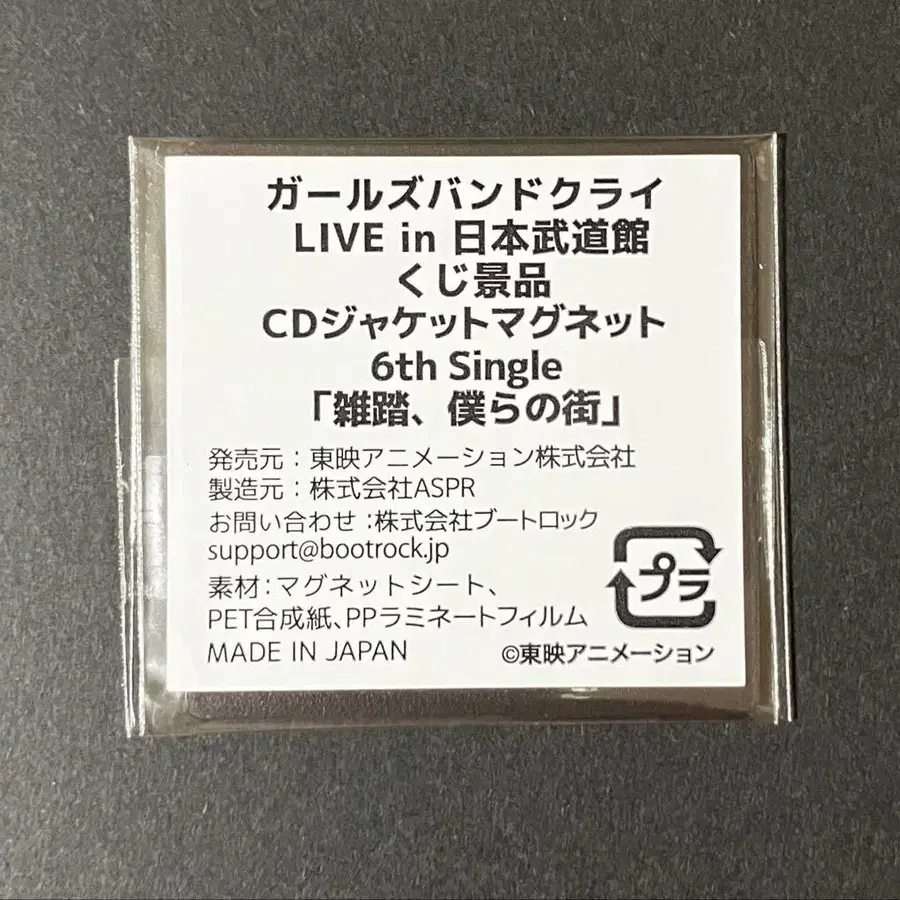 ガールズバンドクライ
LIVE in 日本武道館
くじ景品
CDジャケットマグネット
6th Single
「雑踏、僕らの街」
発売元：東映アニメーション株式会社
製造元：株式会社ASPR
お問い合わせ：株式会社ブートロック
support@bootrock.jp
素材：マグネットシート、
PET合成紙、PPラミネートフィルム
プラ
MADE IN JAPAN
©東映アニメーション